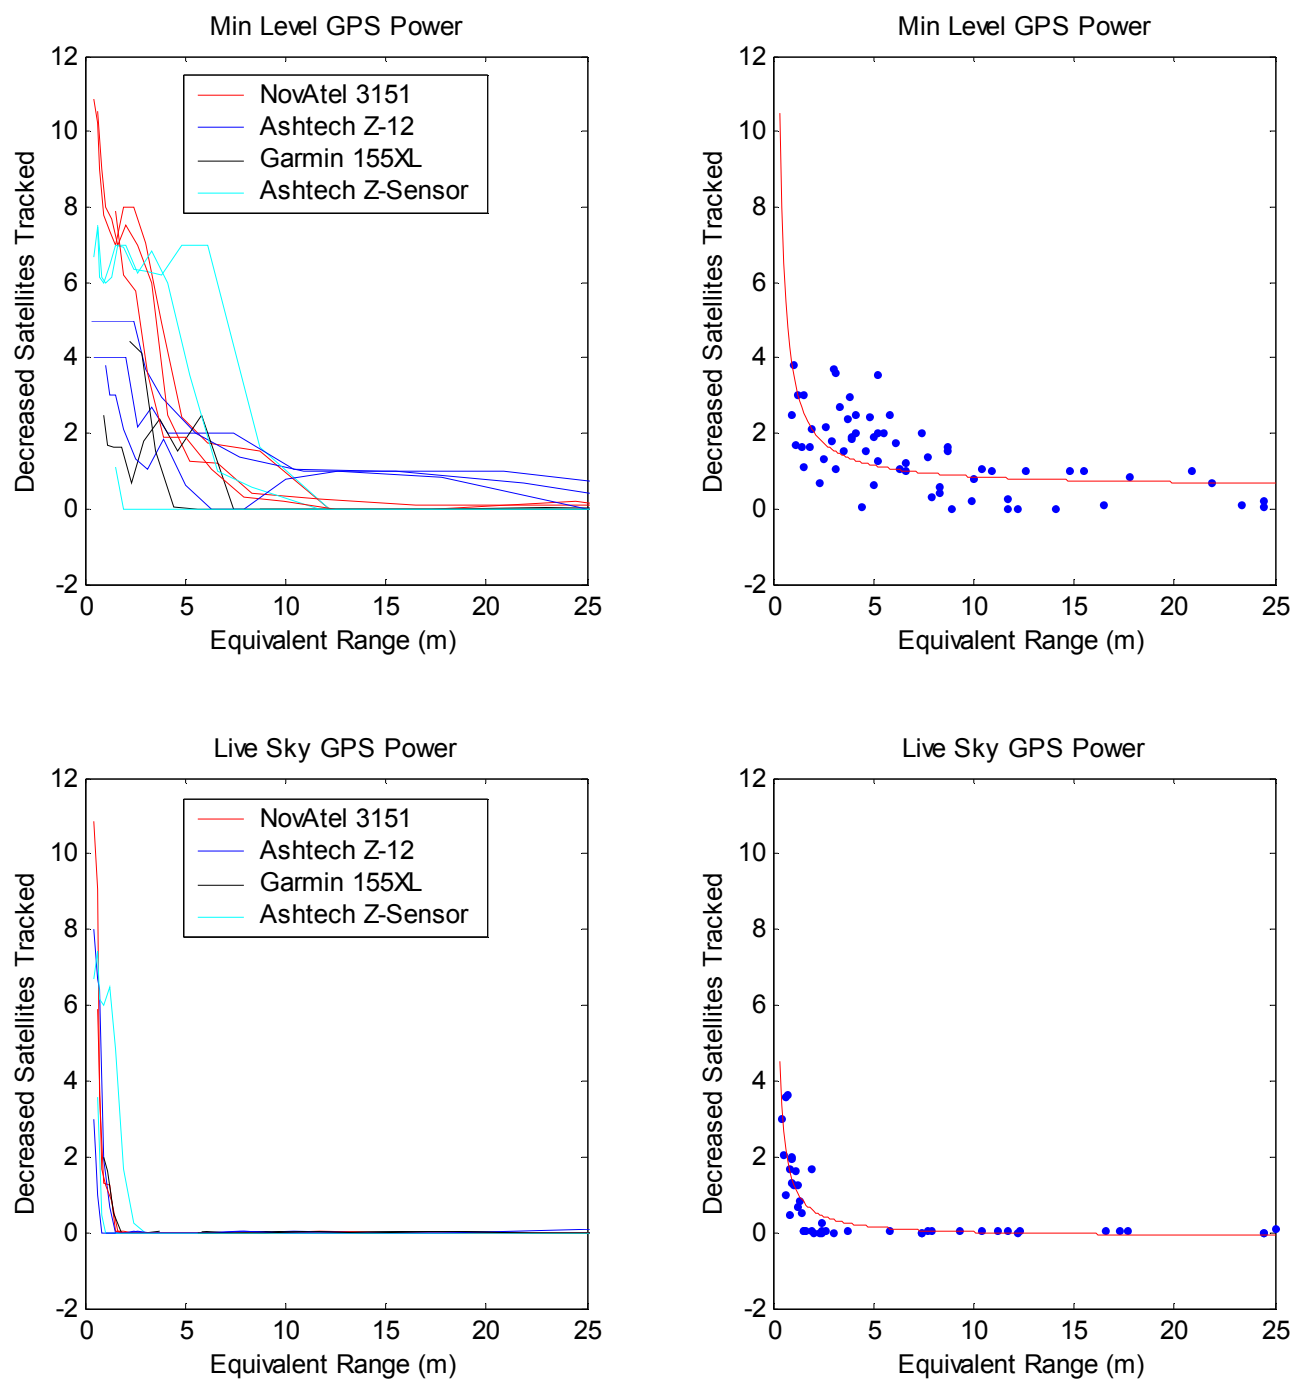 Min Level GPS Power
12
10
8
6
4
2
0
-2
Decreased Satellites Tracked
NovAtel 3151
Ashtech Z-12
Garmin 155XL
Ashtech Z-Sensor
0 5 10 15 20 25
Equivalent Range (m)
Min Level GPS Power
12
10
8
6
4
2
0
-2
Decreased Satellites Tracked
0 5 10 15 20 25
Equivalent Range (m)
Live Sky GPS Power
12
10
8
6
4
2
0
-2
Decreased Satellites Tracked
NovAtel 3151
Ashtech Z-12
Garmin 155XL
Ashtech Z-Sensor
0 5 10 15 20 25
Equivalent Range (m)
Live Sky GPS Power
12
10
8
6
4
2
0
-2
Decreased Satellites Tracked
0 5 10 15 20 25
Equivalent Range (m)